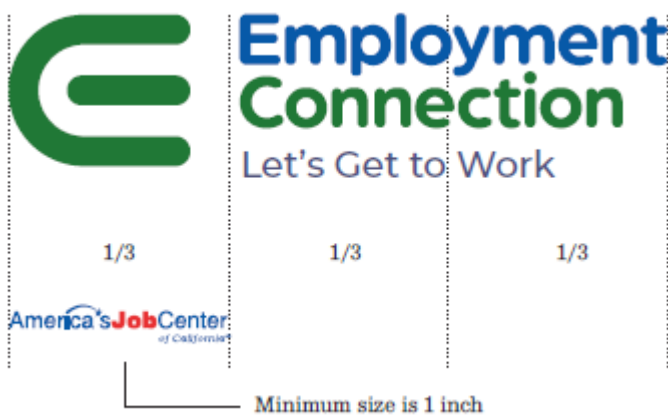 Employment
Connection
Let's Get to Work
1/3 1/3 1/3
America'sJobCenter
of California
Minimum size is 1 inch